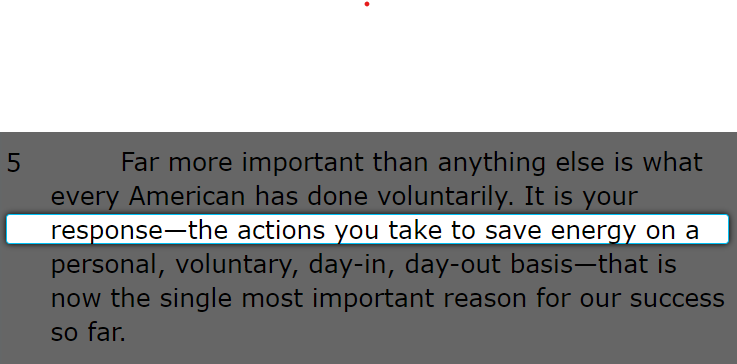 5 Far more important than anything else is what
every American has done voluntarily. It is your
response—the actions you take to save energy on a
personal, voluntary, day-in, day-out basis—that is
now the single most important reason for our success
so far.